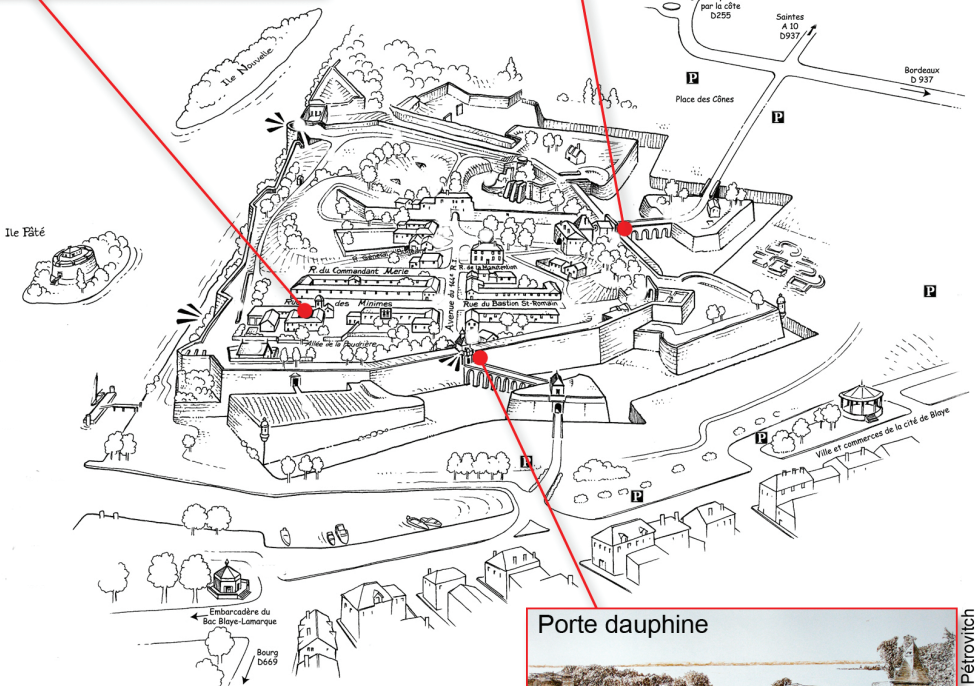 par la côte
D255
Saintes
A 10
D937
Bordeaux
D 937
P
Place des Cônes
P
Ile Nouvelle
Ile Pâté
P
R. du Commandant Merie
Rue des Minimes
Allée de la Poudrière
Avenue du 144e R
R. de la Manutention
Rue du Bastion St-Romain
P
Ville et commerces de la cité de Blaye
P
P
Embarcadère du
Bac Blaye-Lamarque
Bourg
D669
Porte dauphine
Pétrovitch